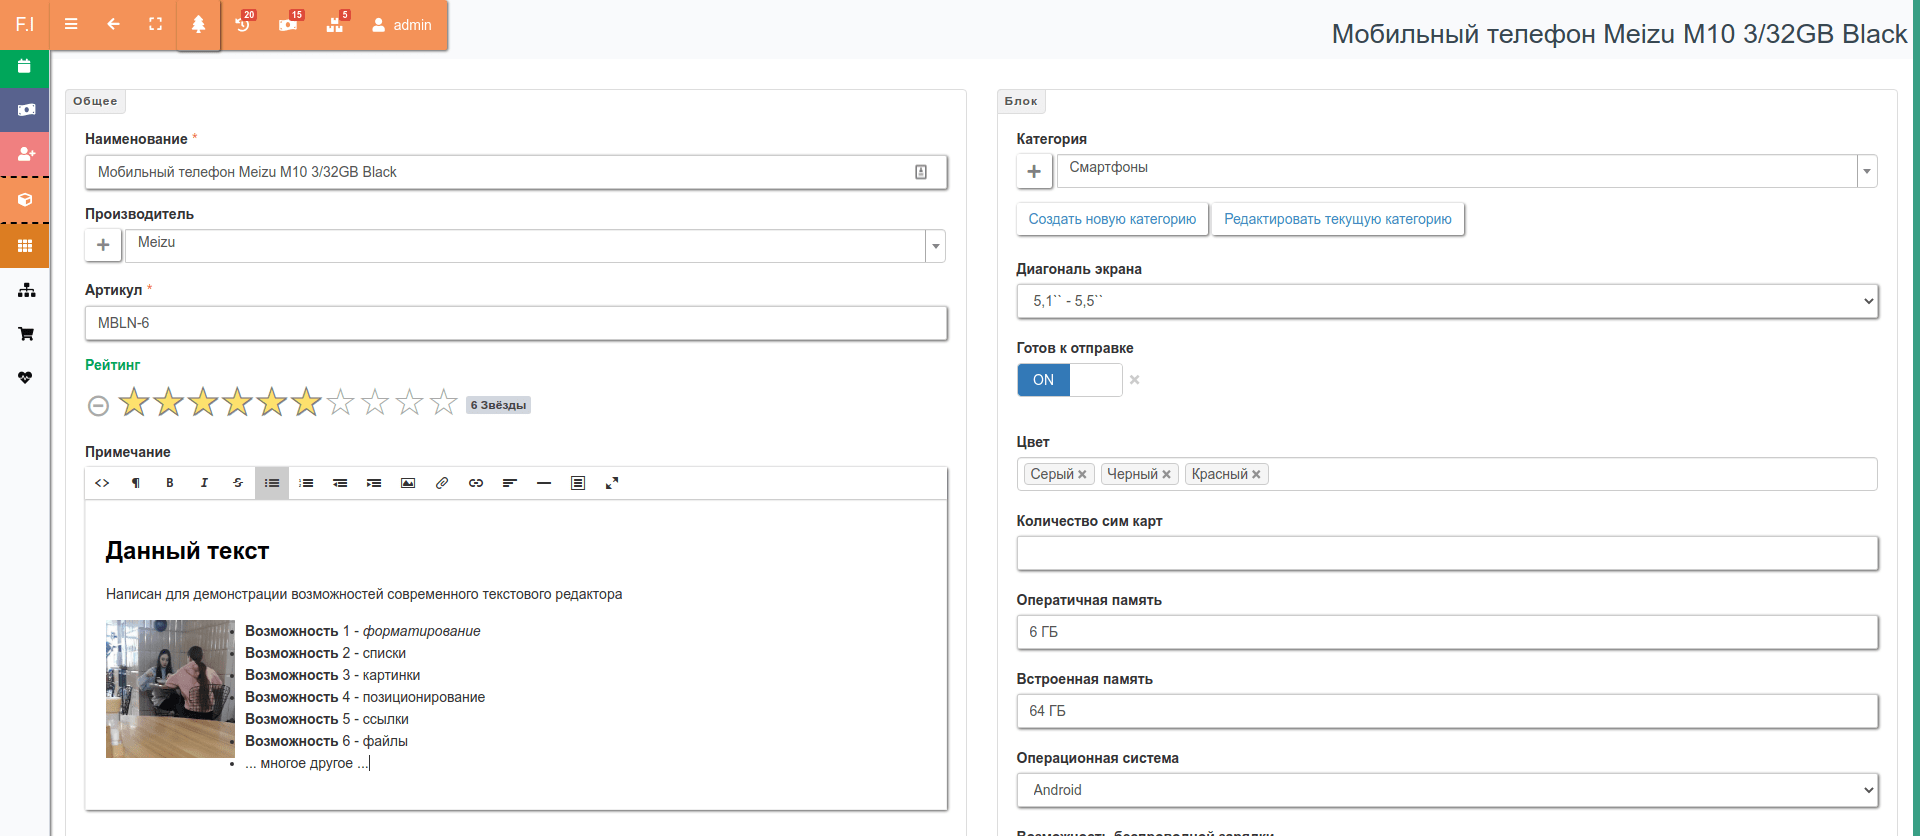 F.I
20
15
5
admin
Мобильный телефон Meizu M10 3/32GB Black
Общее
Наименование *
Мобильный телефон Meizu M10 3/32GB Black
Производитель
+ Meizu
Артикул *
MBLN-6
Рейтинг
6 Звёзды
Примечание
<> ¶ B I S
Данный текст
Написан для демонстрации возможностей современного текстового редактора
Возможность 1 - форматирование
Возможность 2 - списки
Возможность 3 - картинки
Возможность 4 - позиционирование
Возможность 5 - ссылки
Возможность 6 - файлы
• ... многое другое ...
Блок
Категория
+ Смартфоны
Создать новую категорию Редактировать текущую категорию
Диагональ экрана
5,1`` - 5,5``
Готов к отправке
ON ×
Цвет
Серый × Черный × Красный ×
Количество сим карт
Оператичная память
6 ГБ
Встроенная память
64 ГБ
Операционная система
Android
Возможность беспроводной зарядки